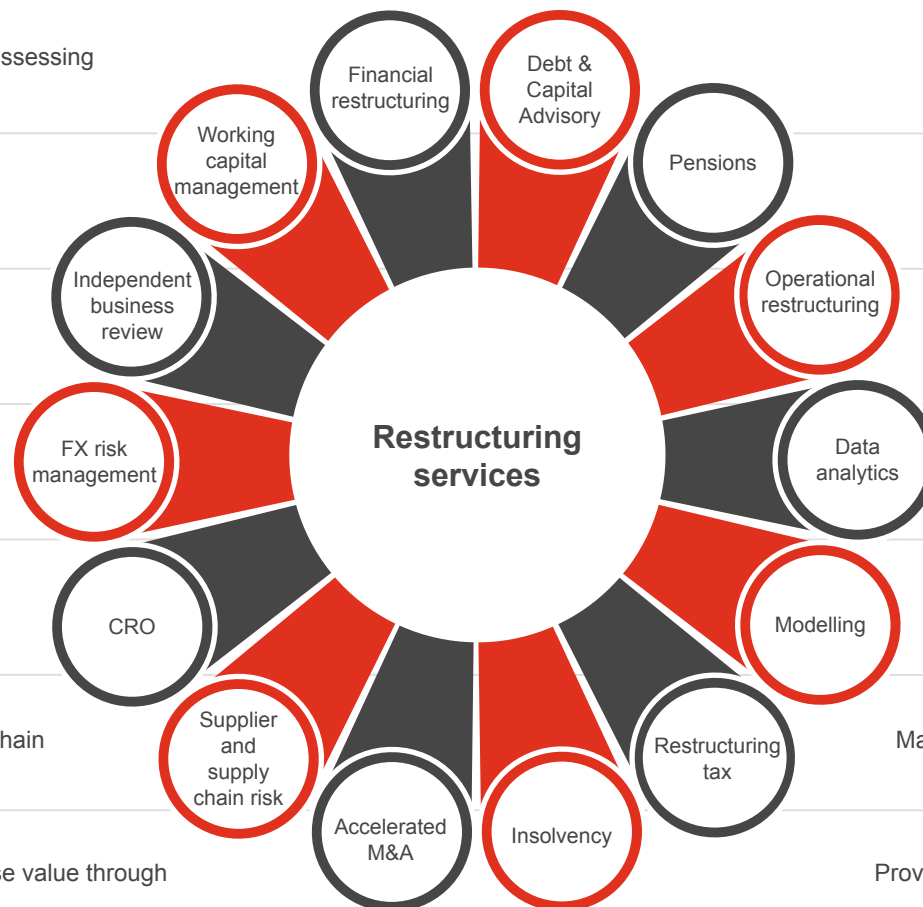 ssessing
Financial
restructuring
Debt &
Capital
Advisory
Working
capital
management
Pensions
Independent
business
review
Operational
restructuring
FX risk
management
Restructuring
services
Data
analytics
CRO
Modelling
Supplier
and
supply
chain risk
Restructuring
tax
hain
Ma
Accelerated
M&A
Insolvency
se value through
Prov